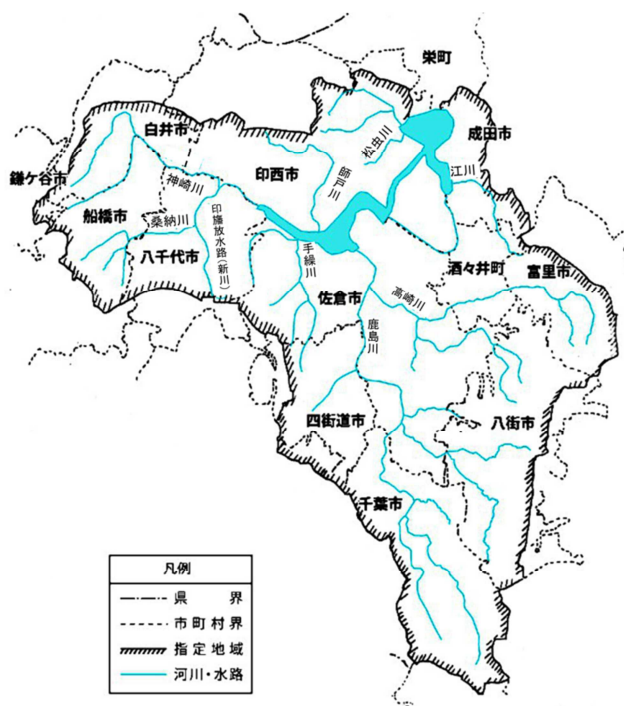 栄町
白井市
成田市
松虫川
鎌ケ谷市
印西市
師戸川
江川
神崎川
船橋市
桑納川
印旛放水路(新川)
八千代市
手繰川
酒々井町
富里市
佐倉市
高崎川
鹿島川
四街道市
八街市
千葉市
凡例
県界
市町村界
指定地域
河川・水路